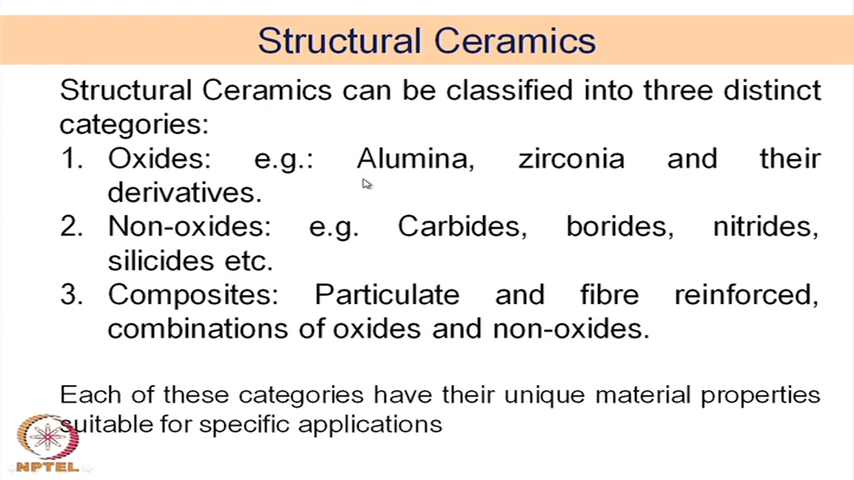 Structural Ceramics
Structural Ceramics can be classified into three distinct
categories:
1. Oxides: e.g.: Alumina, zirconia and their
derivatives.
2. Non-oxides: e.g. Carbides, borides, nitrides,
silicides etc.
3. Composites: Particulate and fibre reinforced,
combinations of oxides and non-oxides.
Each of these categories have their unique material properties
suitable for specific applications
NPTEL